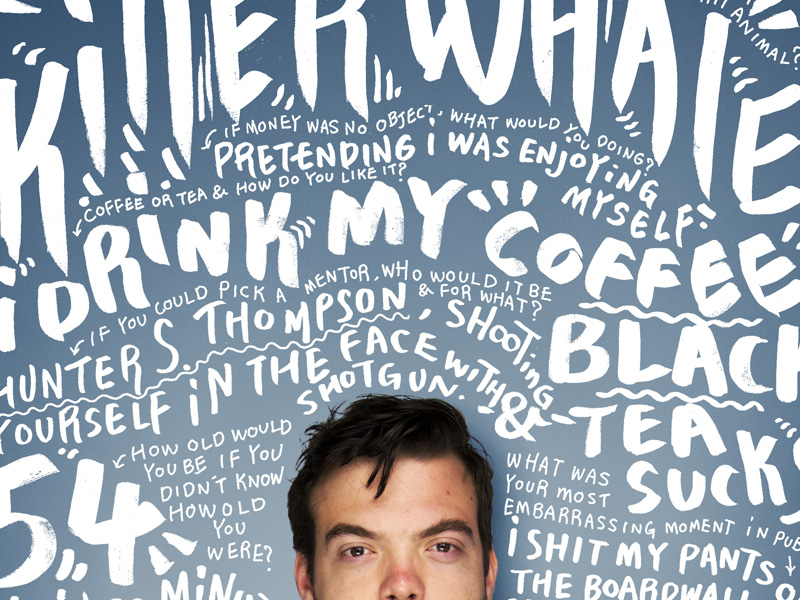 KILLER WHALE
ANIMAL?
IF MONEY WAS NO OBJECT, WHAT WOULD YOU DOING?
PRETENDING i WAS ENJOYING
MYSELF
COFFEE OR TEA & HOW DO YOU LIKE IT?
i DRINK MY COFFEE
BLACK
& TEA
SUCKS
IF YOU COULD PICK A MENTOR, WHO WOULD IT BE
& FOR WHAT?
HUNTER S. THOMPSON, SHOOTING
YOURSELF iN THE FACE WITH
SHOTGUN.
54
HOW OLD WOULD
YOU BE IF YOU
DIDN'T KNOW
HOW OLD
YOU
WERE?
WHAT WAS
YOUR MOST
EMBARRASSING MOMENT IN
i SHIT MY PANTS
THE